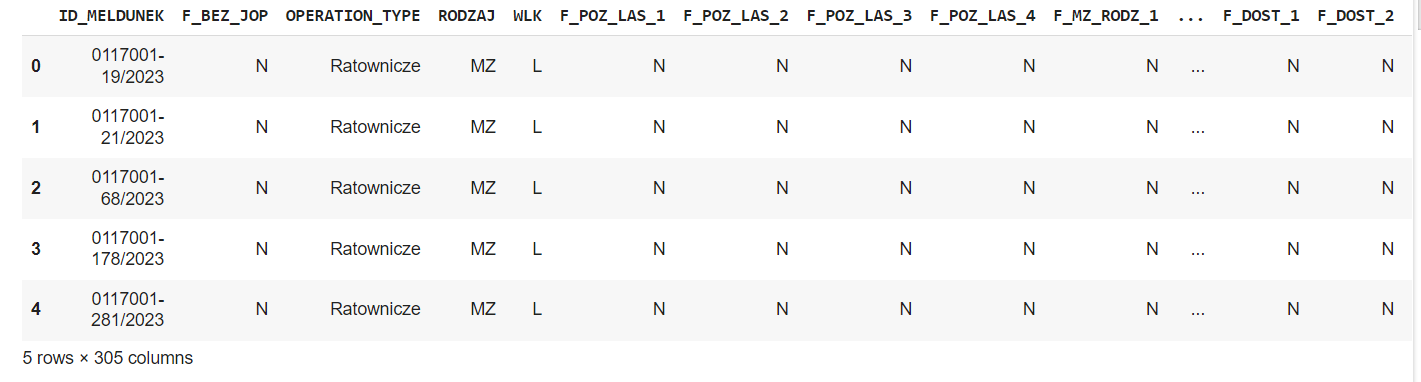 ID_MELDUNEK F_BEZ_JOP OPERATION_TYPE RODZAJ WLK F_POZ_LAS_1 F_POZ_LAS_2 F_POZ_LAS_3 F_POZ_LAS_4 F_MZ_RODZ_1 ... F_DOST_1 F_DOST_2
0 0117001-19/2023 N Ratownicze MZ L N N N N N ... N N
1 0117001-21/2023 N Ratownicze MZ L N N N N N ... N N
2 0117001-68/2023 N Ratownicze MZ L N N N N N ... N N
3 0117001-178/2023 N Ratownicze MZ L N N N N N ... N N
4 0117001-281/2023 N Ratownicze MZ L N N N N N ... N N
5 rows × 305 columns